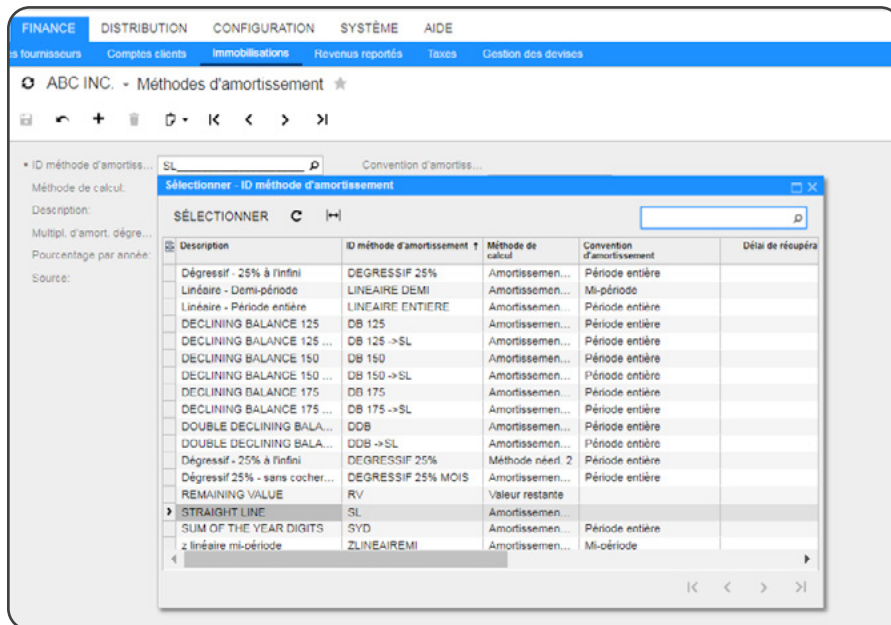 FINANCE DISTRIBUTION CONFIGURATION SYSTÈME AIDE
s fournisseurs Comptes clients Immobilisations Revenus reportés Taxes Gestion des devises
ABC INC. - Méthodes d'amortissement
ID méthode d'amortiss... SL Convention d'amortiss...
Méthode de calcul:
Description:
Multipl. d'amort. dégre...
Pourcentage par année:
Source:
Sélectionner - ID méthode d'amortissement
SÉLECTIONNER
Description ID méthode d'amortissement Méthode de calcul Convention d'amortissement Délai de récupéra
Dégressif - 25% à l'infini DEGRESSIF 25% Amortissemen... Période entière
Linéaire - Demi-période LINEAIRE DEMI Amortissemen... Mi-période
Linéaire - Période entière LINEAIRE ENTIERE Amortissemen... Période entière
DECLINING BALANCE 125 DB 125 Amortissemen... Période entière
DECLINING BALANCE 125 ... DB 125 ->SL Amortissemen... Période entière
DECLINING BALANCE 150 DB 150 Amortissemen... Période entière
DECLINING BALANCE 150 ... DB 150 ->SL Amortissemen... Période entière
DECLINING BALANCE 175 DB 175 Amortissemen... Période entière
DECLINING BALANCE 175 ... DB 175 ->SL Amortissemen... Période entière
DOUBLE DECLINING BALA... DDB Amortissemen... Période entière
DOUBLE DECLINING BALA... DDB ->SL Amortissemen... Période entière
Dégressif - 25% à l'infini DEGRESSIF 25% Méthode néerl. 2 Période entière
Dégressif 25% - sans cocher... DEGRESSIF 25% MOIS Amortissemen... Période entière
REMAINING VALUE RV Valeur restante
STRAIGHT LINE SL Amortissemen...
SUM OF THE YEAR DIGITS SYD Amortissemen... Période entière
z linéaire mi-période ZLINEAIREMI Amortissemen... Mi-période